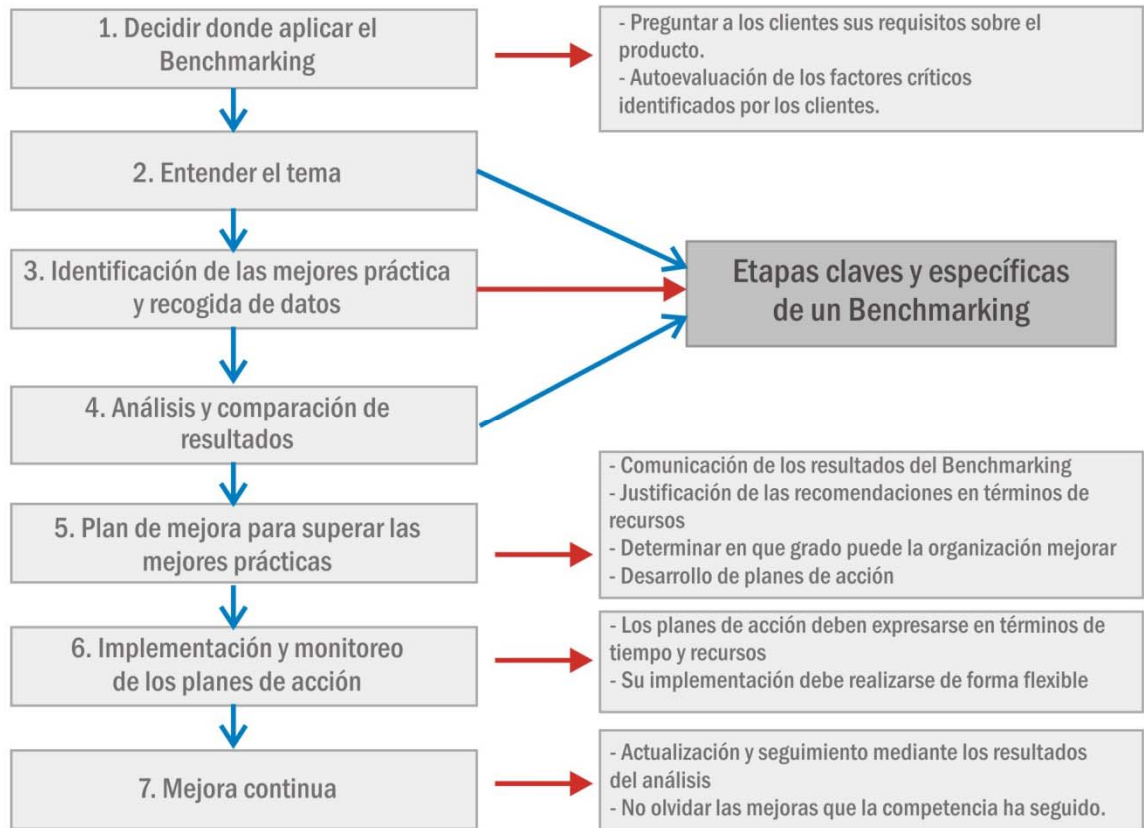 1. Decidir donde aplicar el
Benchmarking
- Preguntar a los clientes sus requisitos sobre el
producto.
- Autoevaluación de los factores críticos
identificados por los clientes.
2. Entender el tema
3. Identificación de las mejores práctica
y recogida de datos
Etapas claves y específicas
de un Benchmarking
4. Análisis y comparación de
resultados
5. Plan de mejora para superar las
mejores prácticas
- Comunicación de los resultados del Benchmarking
- Justificación de las recomendaciones en términos de
recursos
- Determinar en que grado puede la organización mejorar
- Desarrollo de planes de acción
6. Implementación y monitoreo
de los planes de acción
- Los planes de acción deben expresarse en términos de
tiempo y recursos
- Su implementación debe realizarse de forma flexible
7. Mejora continua
- Actualización y seguimiento mediante los resultados
del análisis
- No olvidar las mejoras que la competencia ha seguido.